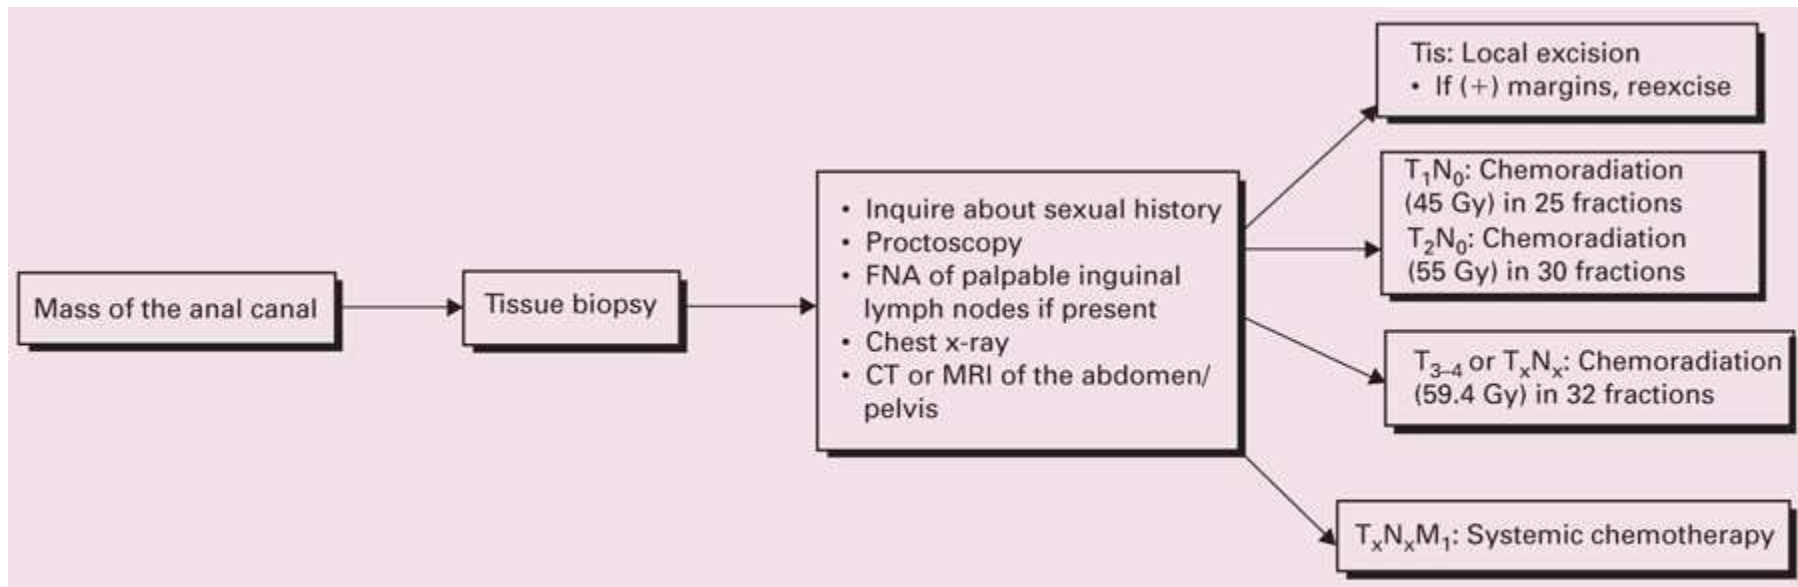 Mass of the anal canal
Tissue biopsy
• Inquire about sexual history
• Proctoscopy
• FNA of palpable inguinal
lymph nodes if present
• Chest x-ray
• CT or MRI of the abdomen/
pelvis
Tis: Local excision
• If (+) margins, reexcise
T₁N₀: Chemoradiation
(45 Gy) in 25 fractions
T₂N₀: Chemoradiation
(55 Gy) in 30 fractions
T₃₋₄ or TₓNₓ: Chemoradiation
(59.4 Gy) in 32 fractions
TₓNₓM₁: Systemic chemotherapy